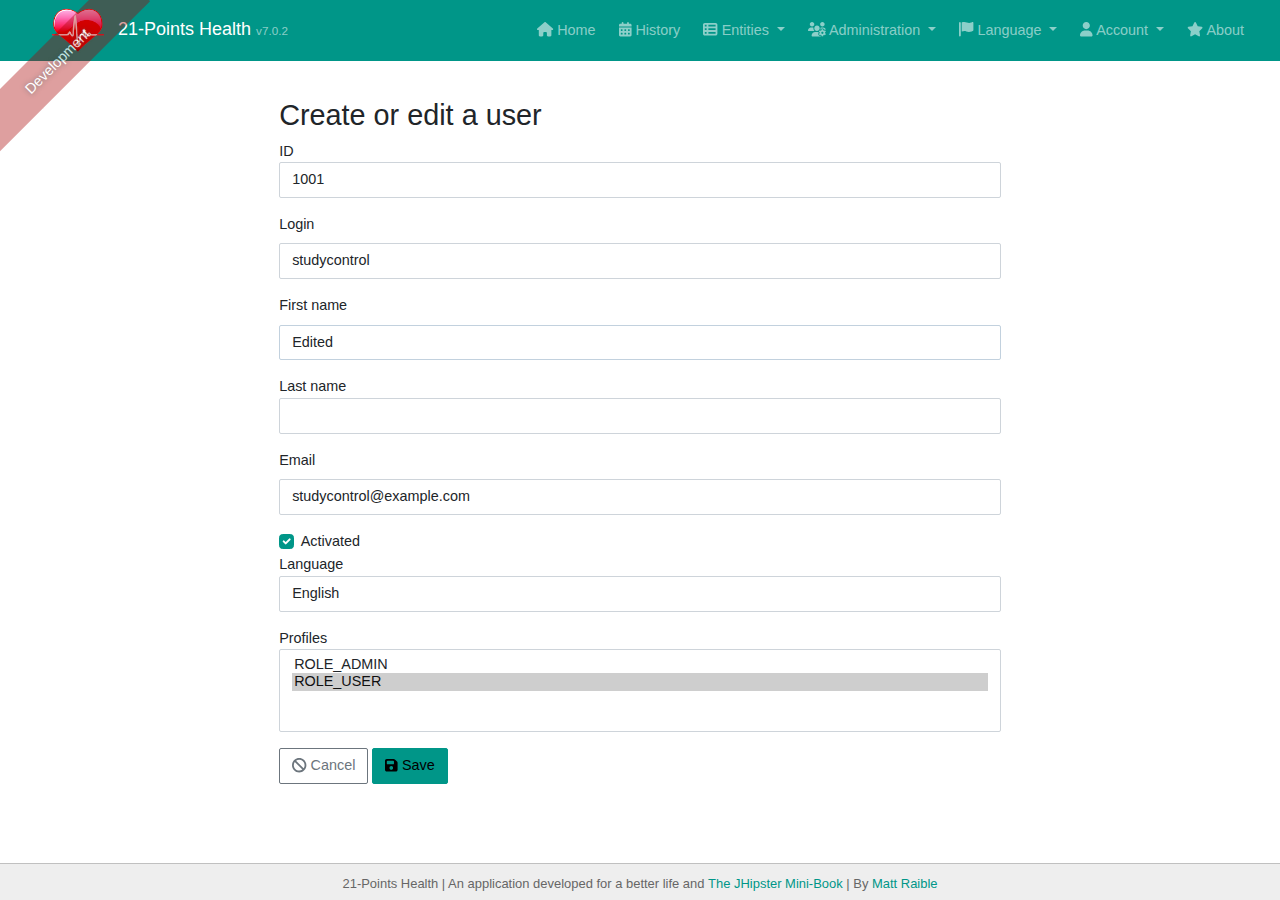 21-Points Health v7.0.2
Home History Entities Administration Language Account About
Development
Create or edit a user
ID
1001
Login
studycontrol
First name
Edited
Last name
Email
studycontrol@example.com
Activated
Language
English
Profiles
ROLE_ADMIN
ROLE_USER
Cancel Save
21-Points Health | An application developed for a better life and The JHipster Mini-Book | By Matt Raible